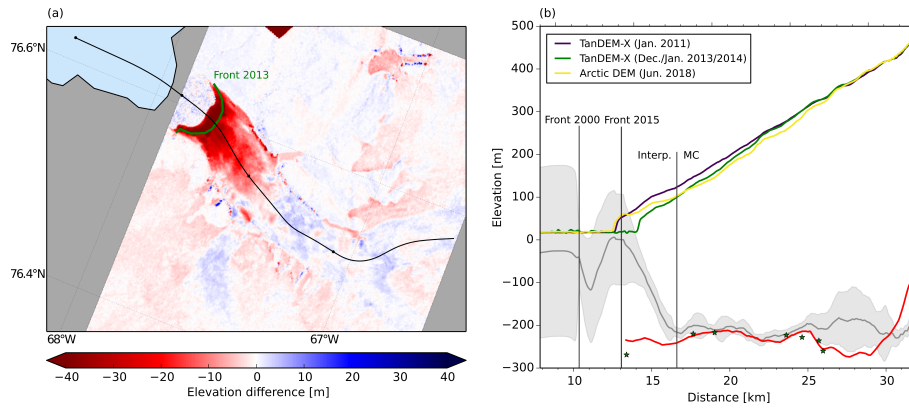 (a)
76.6°N
76.4°N
Front 2013
68°W
67°W
−40
−30
−20
−10
0
10
20
30
40
Elevation difference [m]
(b)
500
400
300
200
100
0
−100
−200
−300
Elevation [m]
TanDEM-X (Jan. 2011)
TanDEM-X (Dec./Jan. 2013/2014)
Arctic DEM (Jun. 2018)
Front 2000
Front 2015
Interp.
MC
10
15
20
25
30
Distance [km]